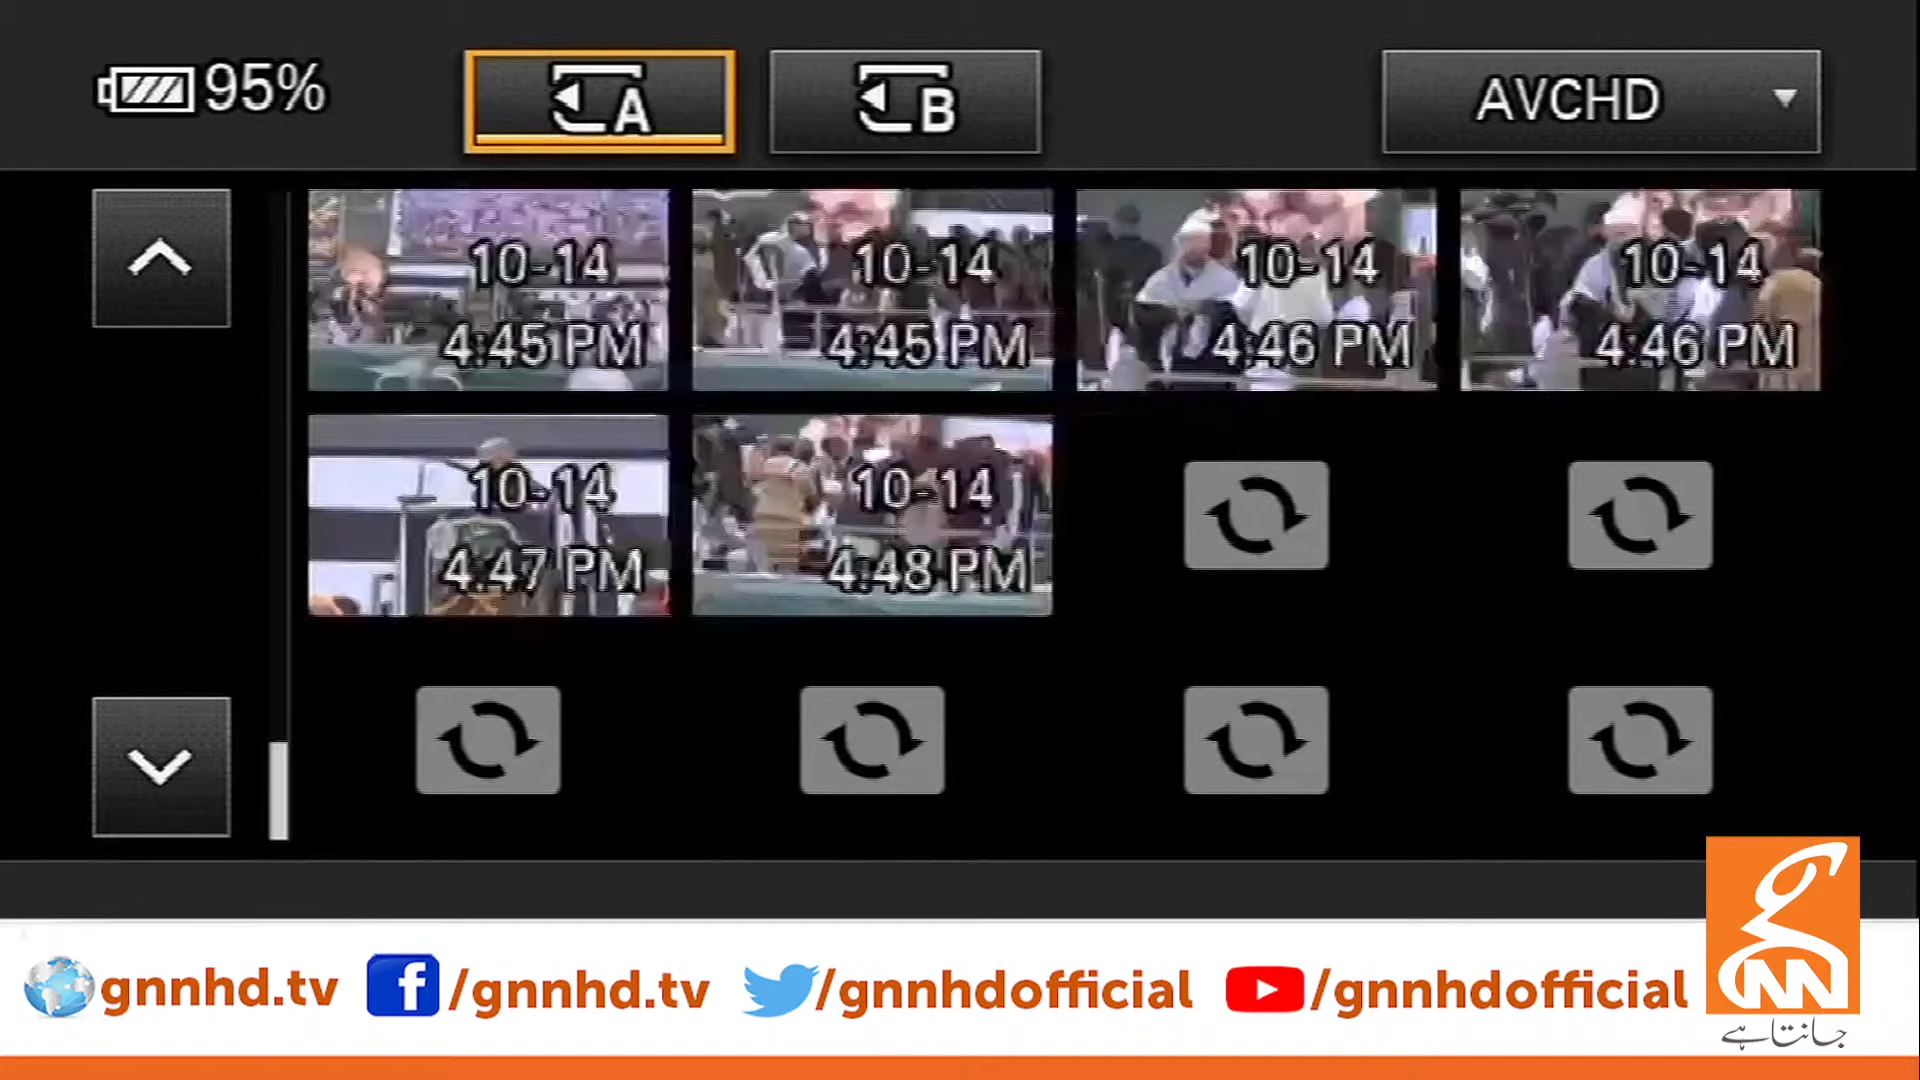 95%
A
B
AVCHD
10-14
4:45 PM
10-14
4:45 PM
10-14
4:46 PM
10-14
4:46 PM
10-14
4:47 PM
10-14
4:48 PM
gnnhd.tv
/gnnhd.tv
/gnnhdofficial
/gnnhdofficial
GNN
جانتا ہے